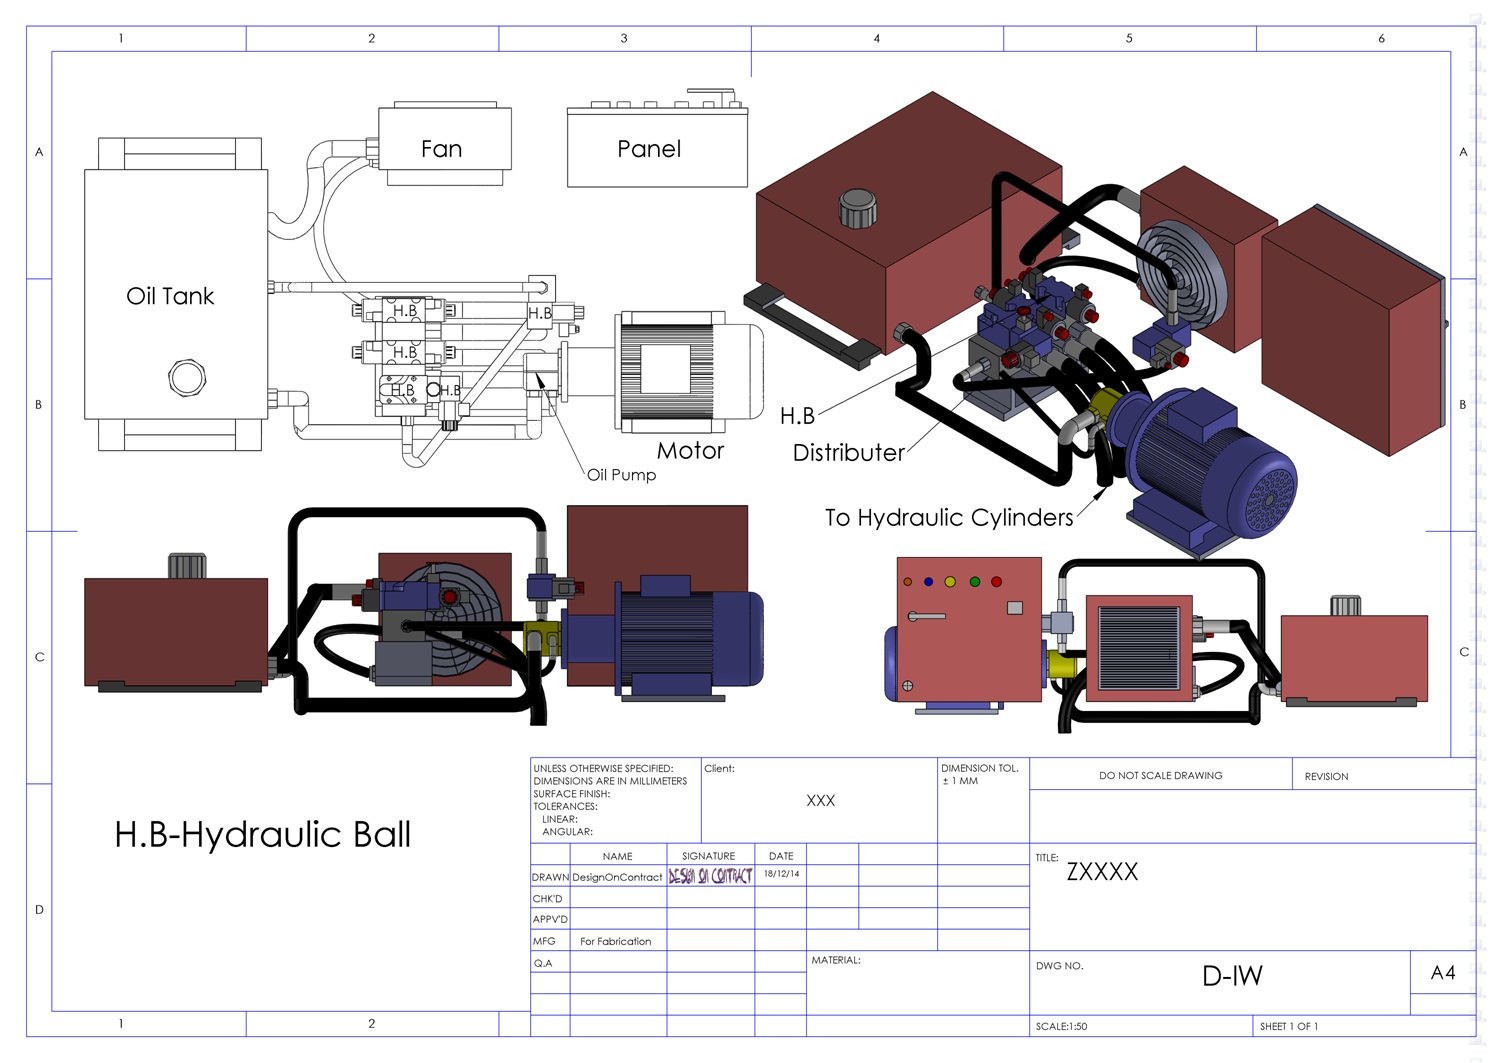 1 2 3 4 5 6
A A
Fan
Panel
Oil Tank
H.B
H.B
H.B
H.B
H.B
B B
Motor
Oil Pump
H.B
Distributer
To Hydraulic Cylinders
C C
H.B-Hydraulic Ball
D
UNLESS OTHERWISE SPECIFIED:
DIMENSIONS ARE IN MILLIMETERS
SURFACE FINISH:
TOLERANCES:
LINEAR:
ANGULAR:
Client:
XXX
DIMENSION TOL.
± 1 MM
DO NOT SCALE DRAWING
REVISION
NAME SIGNATURE DATE
DRAWN DesignOnContract DESIGN ON CONTRACT 18/12/14
CHK'D
APPV'D
MFG For Fabrication
Q.A
MATERIAL:
TITLE:
ZXXXX
DWG NO.
D-IW
A4
SCALE:1:50
SHEET 1 OF 1
1 2